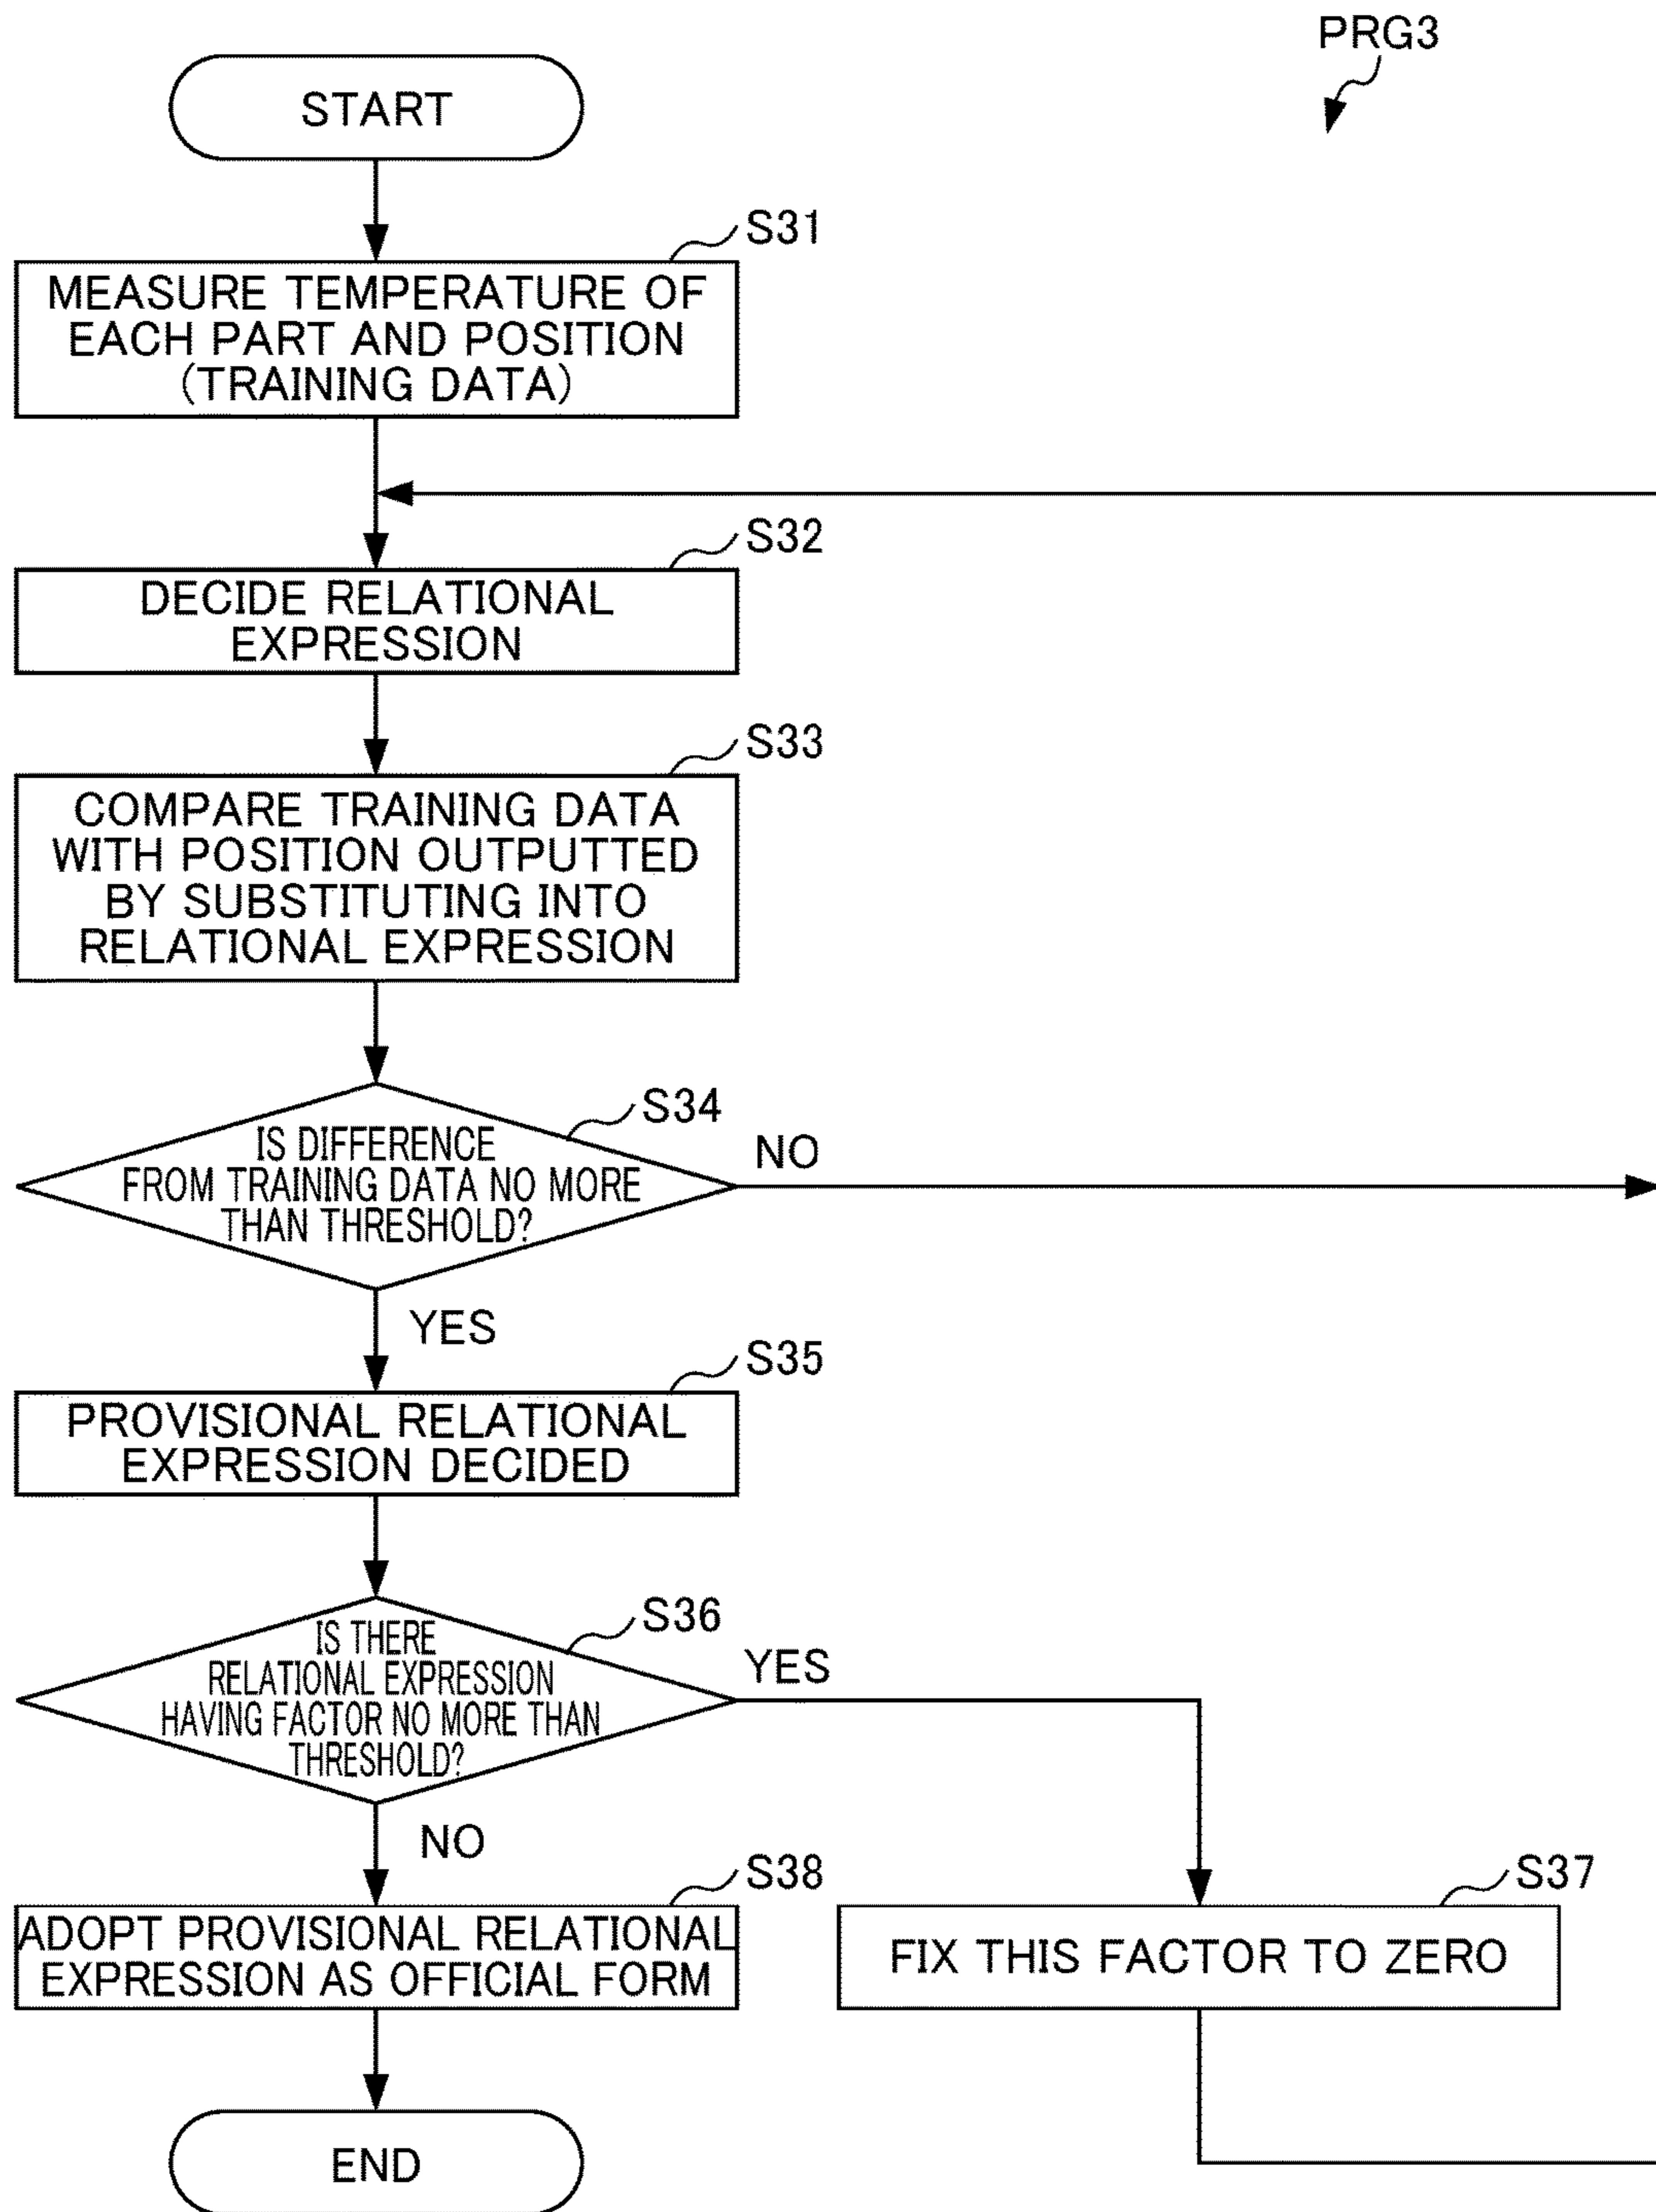 PRG3
START
S31
MEASURE TEMPERATURE OF
EACH PART AND POSITION
(TRAINING DATA)
S32
DECIDE RELATIONAL
EXPRESSION
S33
COMPARE TRAINING DATA
WITH POSITION OUTPUTTED
BY SUBSTITUTING INTO
RELATIONAL EXPRESSION
S34
IS DIFFERENCE
FROM TRAINING DATA NO MORE
THAN THRESHOLD?
NO
YES
S35
PROVISIONAL RELATIONAL
EXPRESSION DECIDED
S36
IS THERE
RELATIONAL EXPRESSION
HAVING FACTOR NO MORE THAN
THRESHOLD?
YES
NO
S38
ADOPT PROVISIONAL RELATIONAL
EXPRESSION AS OFFICIAL FORM
S37
FIX THIS FACTOR TO ZERO
END